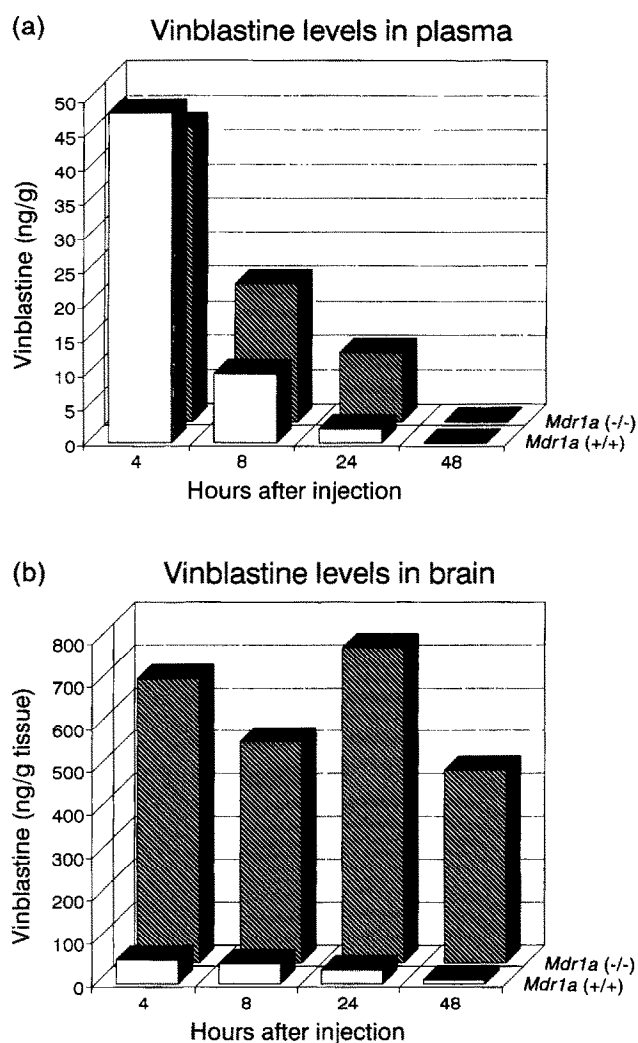 (a) Vinblastine levels in plasma
50
45
40
35
30
25
20
15
10
5
0
Vinblastine (ng/g)
Mdr1a (-/-)
Mdr1a (+/+)
4 8 24 48
Hours after injection
(b) Vinblastine levels in brain
800
700
600
500
400
300
200
100
0
Vinblastine (ng/g tissue)
Mdr1a (-/-)
Mdr1a (+/+)
4 8 24 48
Hours after injection